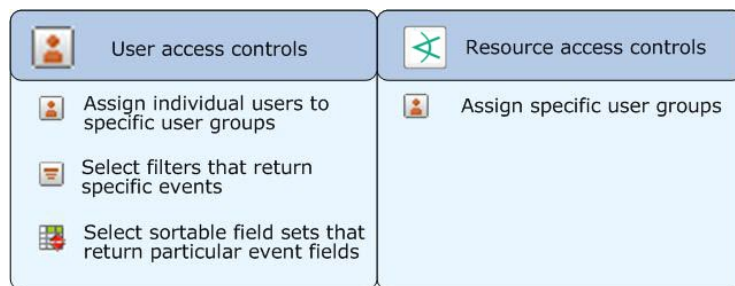 User access controls
Assign individual users to
specific user groups
Select filters that return
specific events
Select sortable field sets that
return particular event fields
Resource access controls
Assign specific user groups